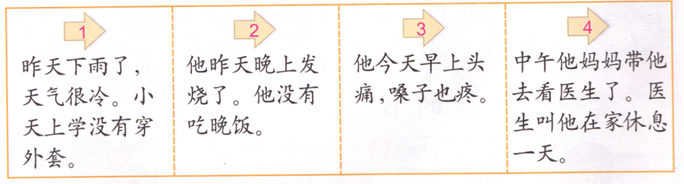 1
昨天下雨了，
天气很冷。小
天上学没有穿
外套。
2
他昨天晚上发
烧了。他没有
吃晚饭。
3
他今天早上头
痛，嗓子也疼。
4
中午他妈妈带他
去看医生了。医
生叫他在家休息
一天。